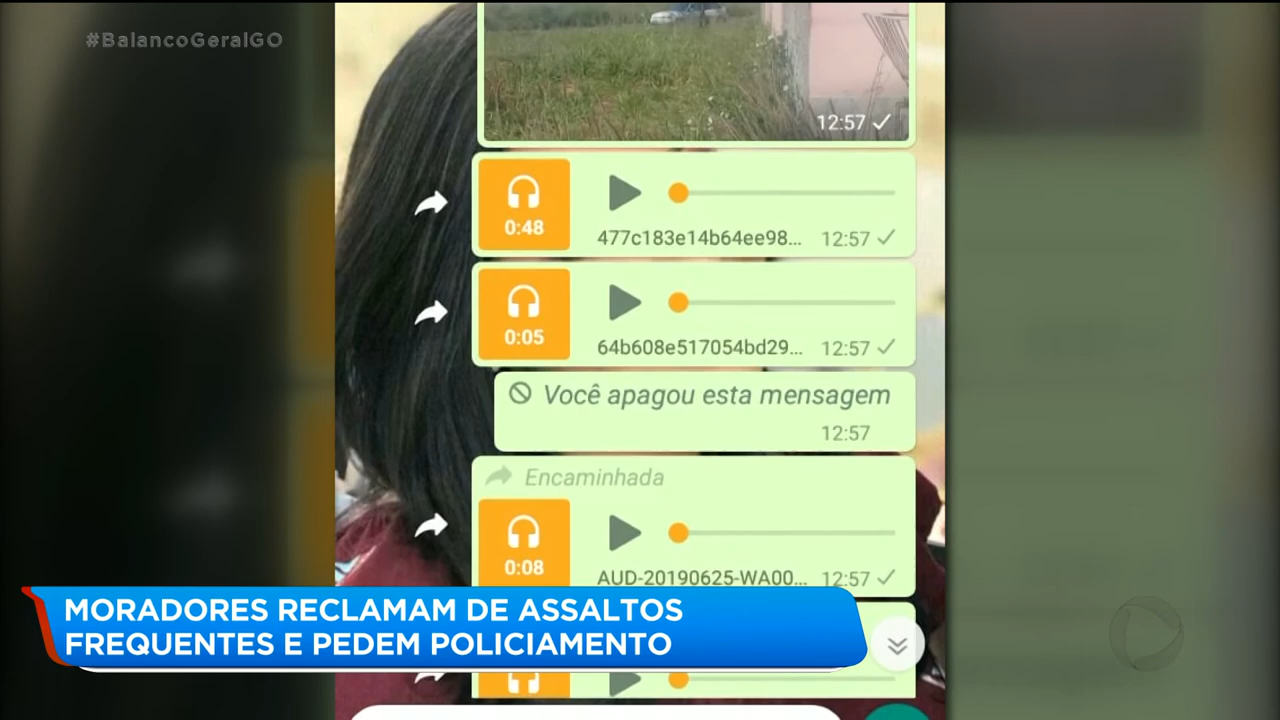 #BalancoGeralGO
12:57
0:48
477c183e14b64ee98...
12:57
0:05
64b608e517054bd29...
12:57
Você apagou esta mensagem
12:57
Encaminhada
0:08
AUD-20190625-WA00...
12:57
MORADORES RECLAMAM DE ASSALTOS
FREQUENTES E PEDEM POLICIAMENTO